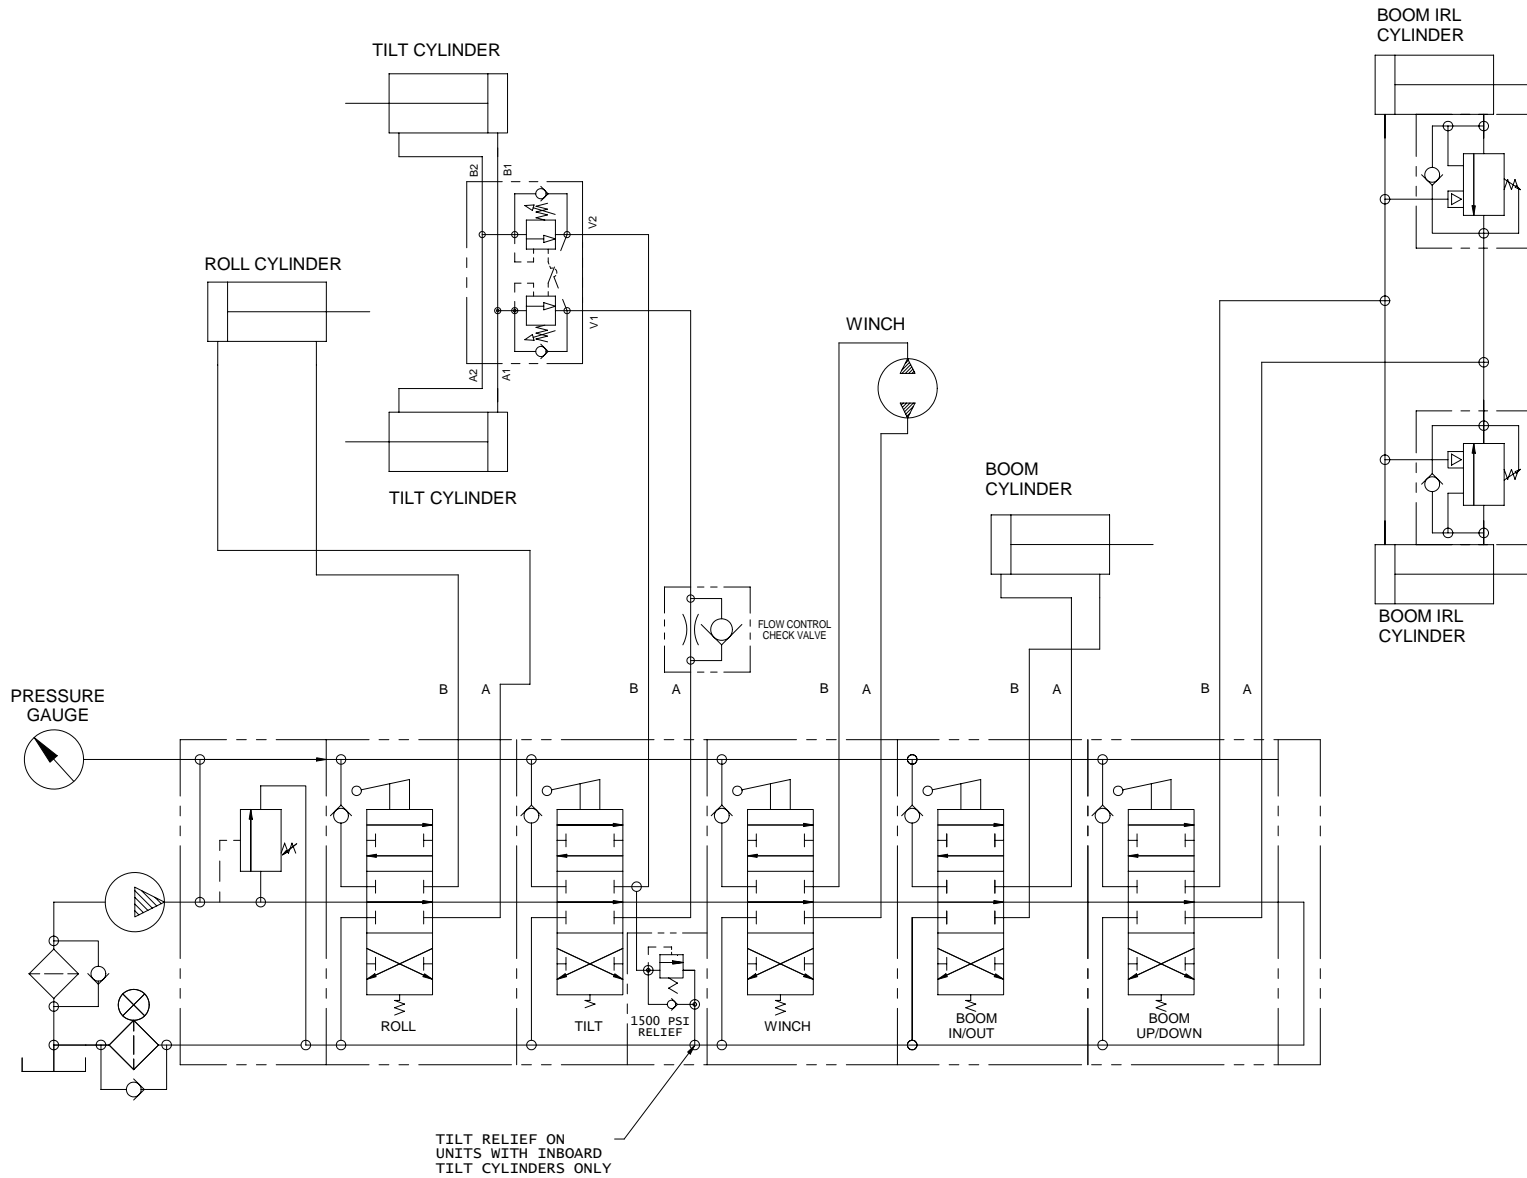 BOOM IRL
CYLINDER
TILT CYLINDER
B2
B1
V2
ROLL CYLINDER
V1
WINCH
A2
A1
BOOM
CYLINDER
TILT CYLINDER
BOOM IRL
CYLINDER
FLOW CONTROL
CHECK VALVE
PRESSURE
GAUGE
B A B A B A B A B A
ROLL
TILT
1500 PSI
RELIEF
WINCH
BOOM
IN/OUT
BOOM
UP/DOWN
TILT RELIEF ON
UNITS WITH INBOARD
TILT CYLINDERS ONLY